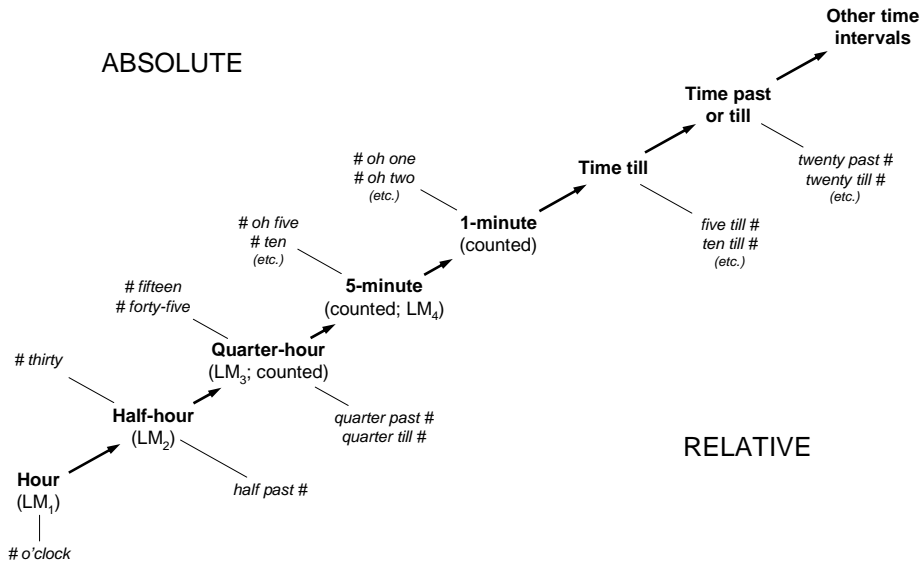 Other time
intervals
ABSOLUTE
Time past
or till
# oh one
# oh two
(etc.)
Time till
twenty past #
twenty till #
(etc.)
# oh five
# ten
(etc.)
1-minute
(counted)
five till #
ten till #
(etc.)
# fifteen
# forty-five
5-minute
(counted; LM₄)
# thirty
Quarter-hour
(LM₃; counted)
Half-hour
(LM₂)
quarter past #
quarter till #
RELATIVE
Hour
(LM₁)
half past #
# o'clock